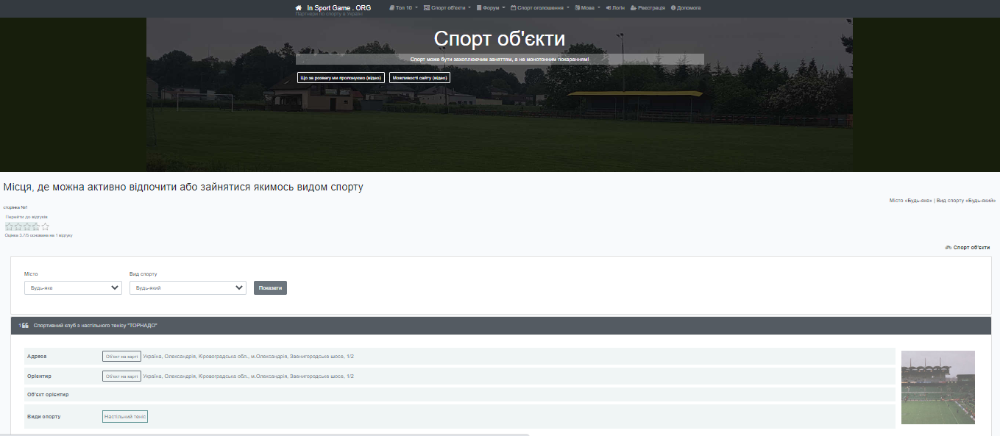 In Sport Game . ORG
Партнери по спорту в Україні
Топ 10
Спорт об'єкти
Форум
Спорт оголошення
Мова
Логін
Реєстрація
Допомога
Спорт об'єкти
Спорт може бути захоплюючим заняттям, а не монотонним покаранням!
Що за розвагу ми пропонуємо (відео)
Можливості сайту (відео)
Місця, де можна активно відпочити або зайнятися якимось видом спорту
Місто «Будь-яке» | Вид спорту «Будь-який»
сторінка №1
Перейти до відгуків
Оцінка 3.7/5 основана на 1 відгуку
Спорт об'єкти
Місто
Вид спорту
Будь-яке
Будь-який
Показати
1 Спортивний клуб з настільного тенісу "ТОРНАДО"
Адреса
Об'єкт на карті Україна, Олександрія, Кіровоградська обл., м.Олександрія, Звенигородське шосе, 1/2
Орієнтир
Об'єкт на карті Україна, Олександрія, Кіровоградська обл., м.Олександрія, Звенигородське шосе, 1/2
Об'єкт орієнтир
Види спорту
Настільний теніс